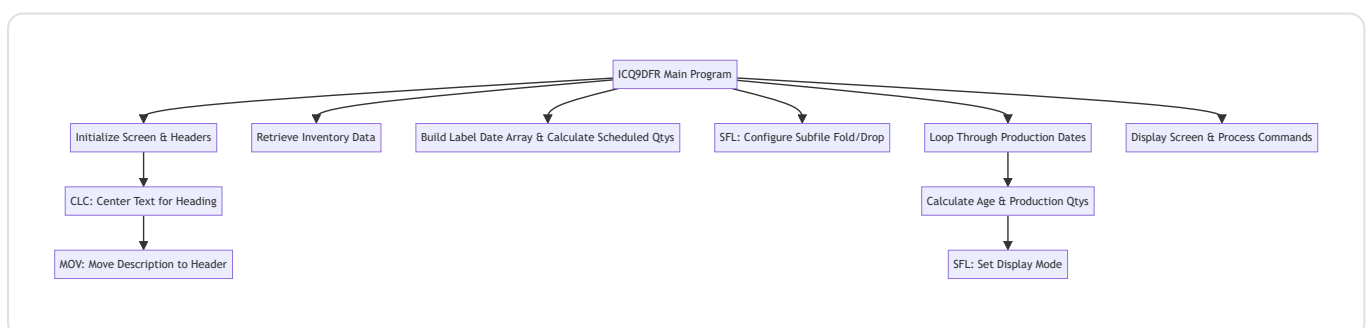 ICQ9DFR Main Program
Initialize Screen & Headers
Retrieve Inventory Data
Build Label Date Array & Calculate Scheduled Qtys
SFL: Configure Subfile Fold/Drop
Loop Through Production Dates
Display Screen & Process Commands
CLC: Center Text for Heading
Calculate Age & Production Qtys
MOV: Move Description to Header
SFL: Set Display Mode